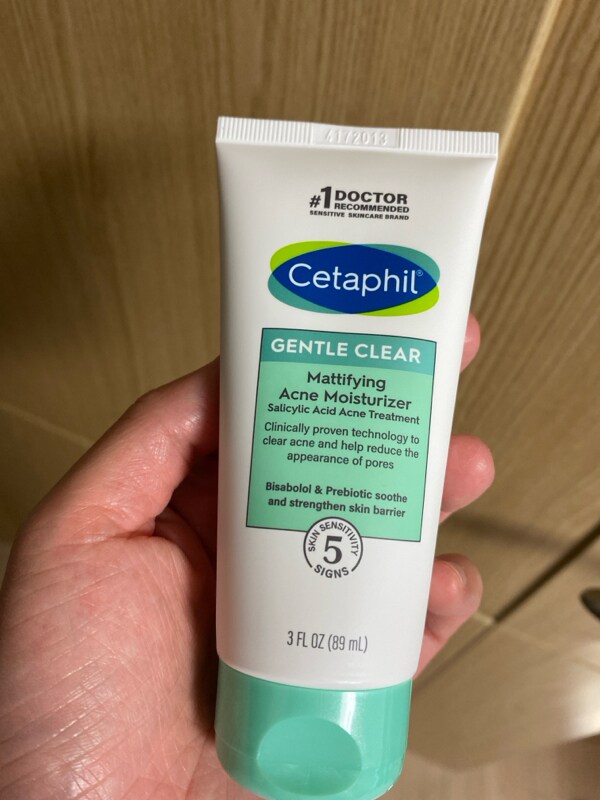 #1 DOCTOR
RECOMMENDED
SENSITIVE SKINCARE BRAND
Cetaphil®
GENTLE CLEAR
Mattifying
Acne Moisturizer
Salicylic Acid Acne Treatment
Clinically proven technology to
clear acne and help reduce the
appearance of pores
Bisabolol & Prebiotic soothe
and strengthen skin barrier
SKIN SENSITIVITY
5
SIGNS
3 FL OZ (89 mL)